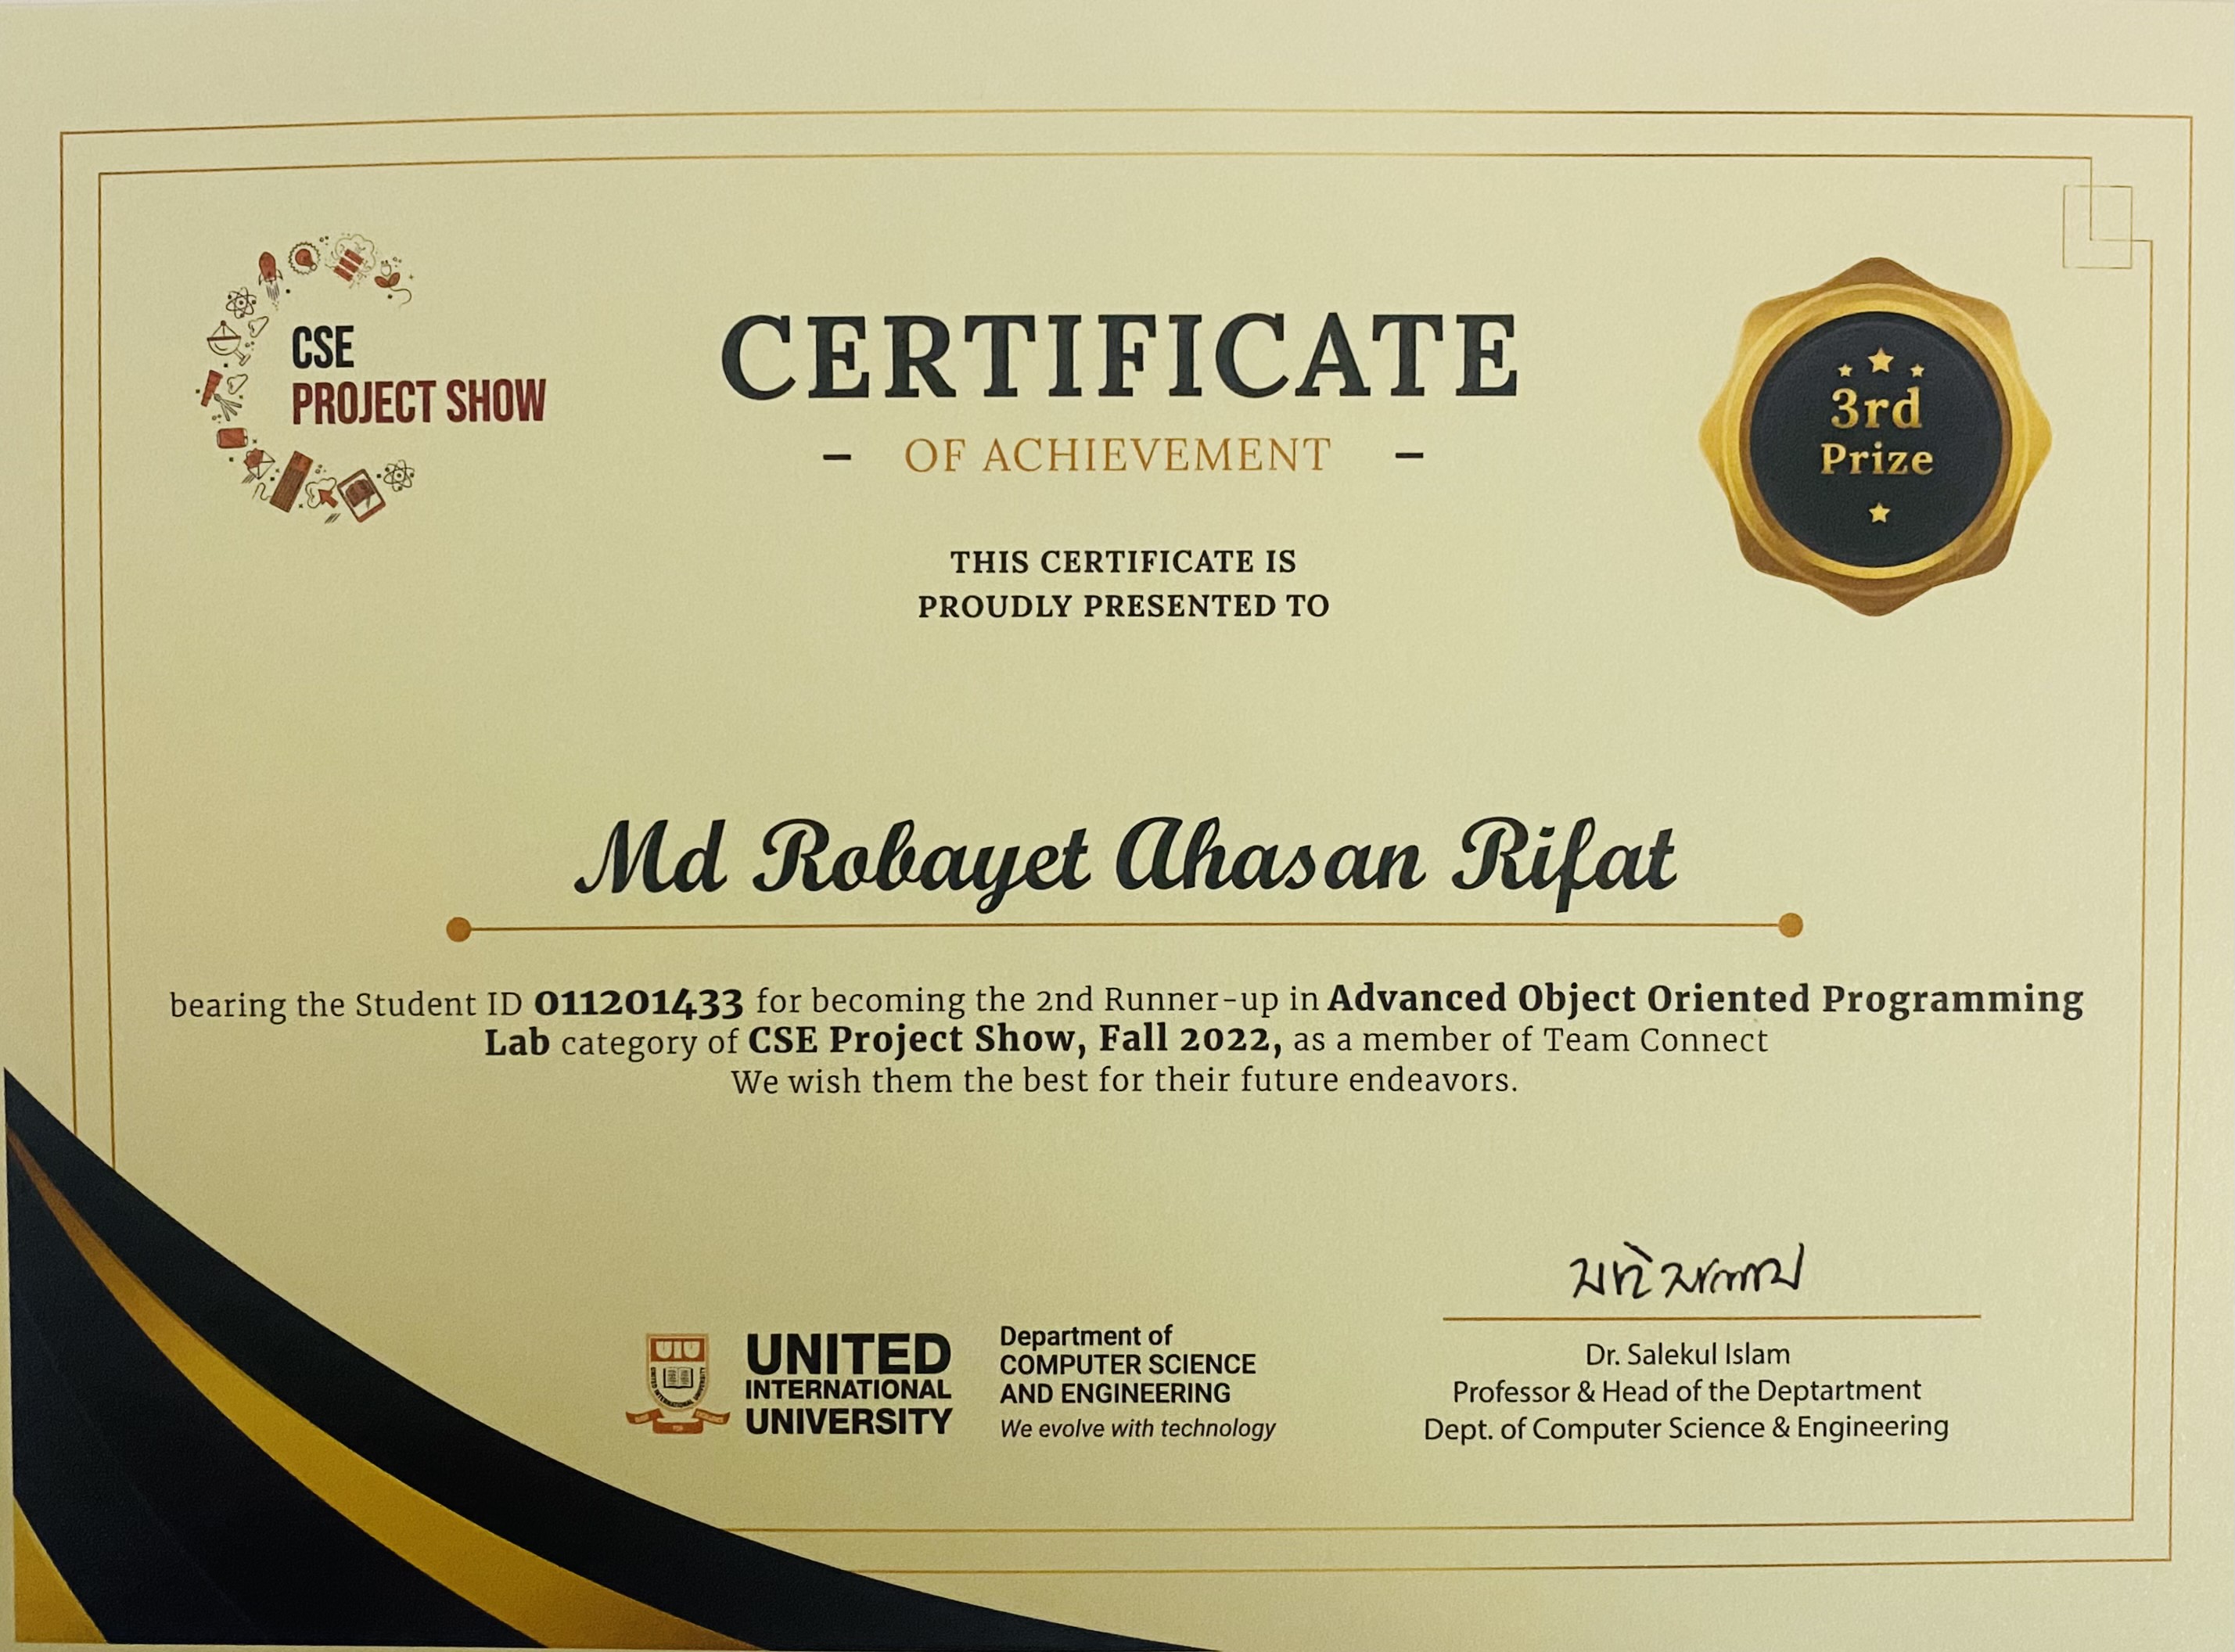 CSE
PROJECT SHOW
CERTIFICATE
- OF ACHIEVEMENT -
3rd
Prize
THIS CERTIFICATE IS
PROUDLY PRESENTED TO
Md Robayet Ahasan Rifat
bearing the Student ID 011201433 for becoming the 2nd Runner-up in Advanced Object Oriented Programming
Lab category of CSE Project Show, Fall 2022, as a member of Team Connect
We wish them the best for their future endeavors.
UIU
UNITED
INTERNATIONAL
UNIVERSITY
Department of
COMPUTER SCIENCE
AND ENGINEERING
We evolve with technology
Dr. Salekul Islam
Professor & Head of the Deptartment
Dept. of Computer Science & Engineering